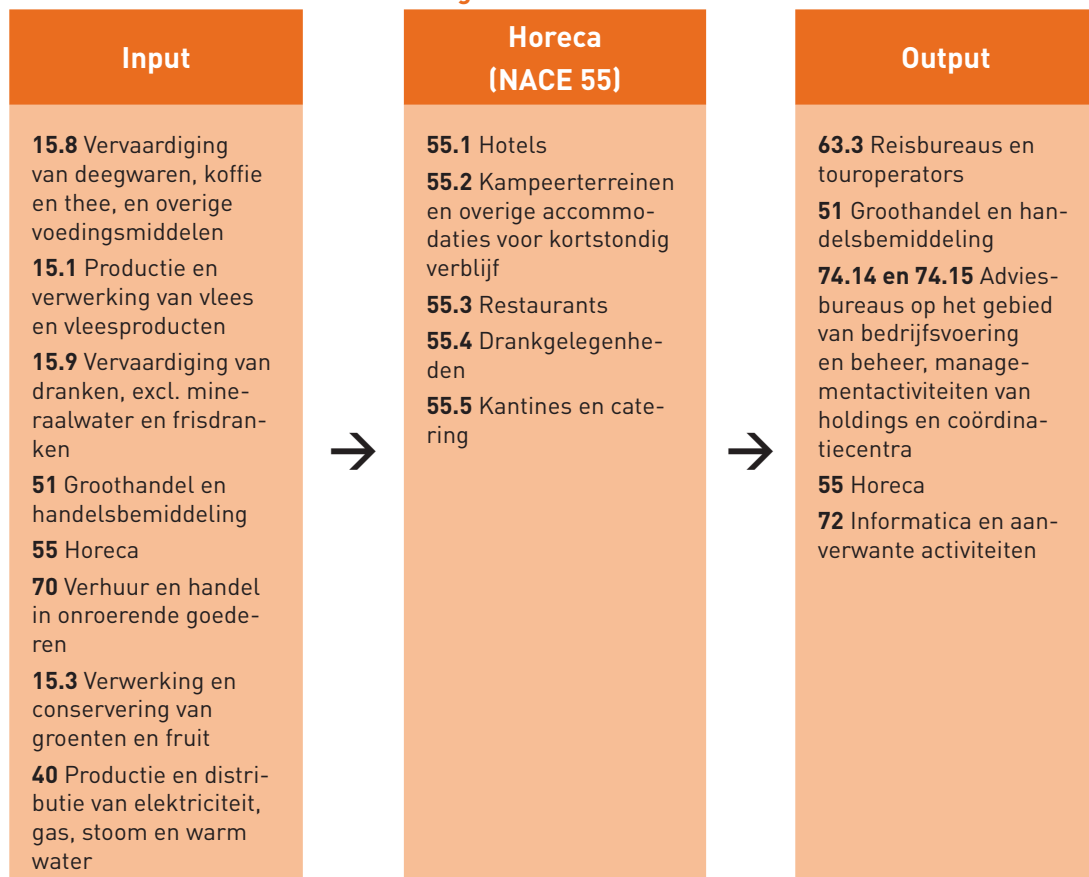 Input
15.8 Vervaardiging
van deegwaren, koffie
en thee, en overige
voedingsmiddelen
15.1 Productie en
verwerking van vlees
en vleesproducten
15.9 Vervaardiging van
dranken, excl. mine-
raalwater en frisdran-
ken
51 Groothandel en
handelsbemiddeling
55 Horeca
70 Verhuur en handel
in onroerende goede-
ren
15.3 Verwerking en
conservering van
groenten en fruit
40 Productie en distri-
butie van elektriciteit,
gas, stoom en warm
water
→
Horeca
(NACE 55)
55.1 Hotels
55.2 Kampeerterreinen
en overige accommo-
daties voor kortstondig
verblijf
55.3 Restaurants
55.4 Drankgelegenhe-
den
55.5 Kantines en cate-
ring
→
Output
63.3 Reisbureaus en
touroperators
51 Groothandel en han-
delsbemiddeling
74.14 en 74.15 Advies-
bureaus op het gebied
van bedrijfsvoering
en beheer, manage-
mentactiviteiten van
holdings en coördina-
tiecentra
55 Horeca
72 Informatica en aan-
verwante activiteiten